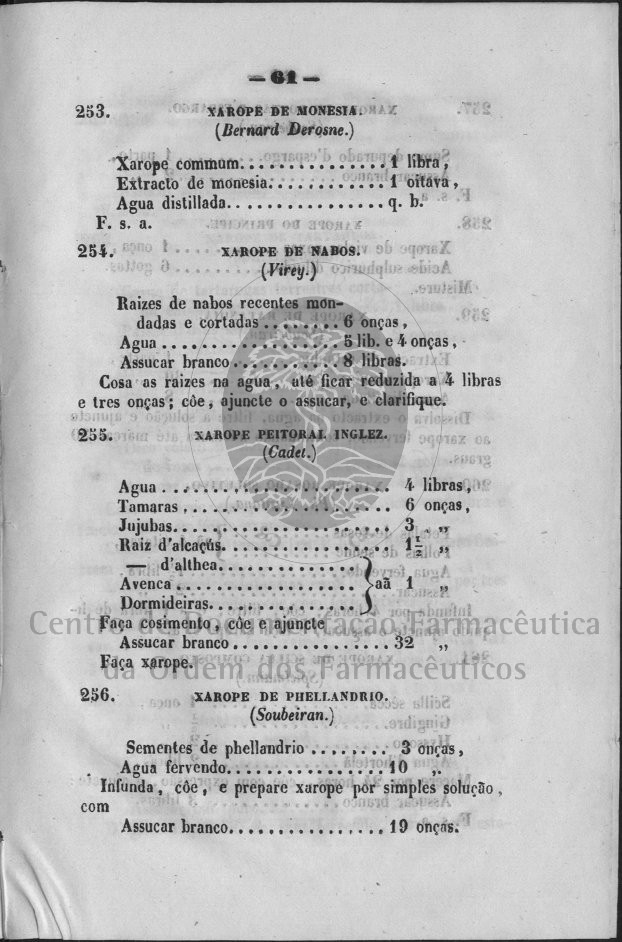 — 61 —
253. XAROPE DE MONESIA.
(Bernard Derosne.)
Xarope commum................1 libra,
Extracto de monesia............1 oitava,
Agua distillada................q. b.
F. s. a.
254. XAROPE DE NABOS.
(Virey.)
Raizes de nabos recentes mon-
dadas e cortadas........6 onças,
Agua..................5 lib. e 4 onças,
Assucar branco...........8 libras.
Cosa as raizes na agua, até ficar reduzida a 4 libras
e tres onças; côe, ajuncte o assucar, e clarifique.
255. XAROPE PEITORAL INGLEZ.
(Cadet.)
Agua....................... 4 libras,
Tamaras..................... 6 onças,
Jujubas...................... 3 „
Raiz d'alcaçús................. 1½ „
— d'althea...............
Avenca.................. } aã 1 „
Dormideiras...............
Faça cosimento, côe e ajuncte
Assucar branco................32 „
Faça xarope.
256. XAROPE DE PHELLANDRIO.
(Soubeiran.)
Sementes de phellandrio........ 3 onças,
Agua fervendo................10 „
Infunda, côe, e prepare xarope por simples solução,
com
Assucar branco................19 onças.
Centro de Documentação Farmacêutica
da Ordem dos Farmacêuticos